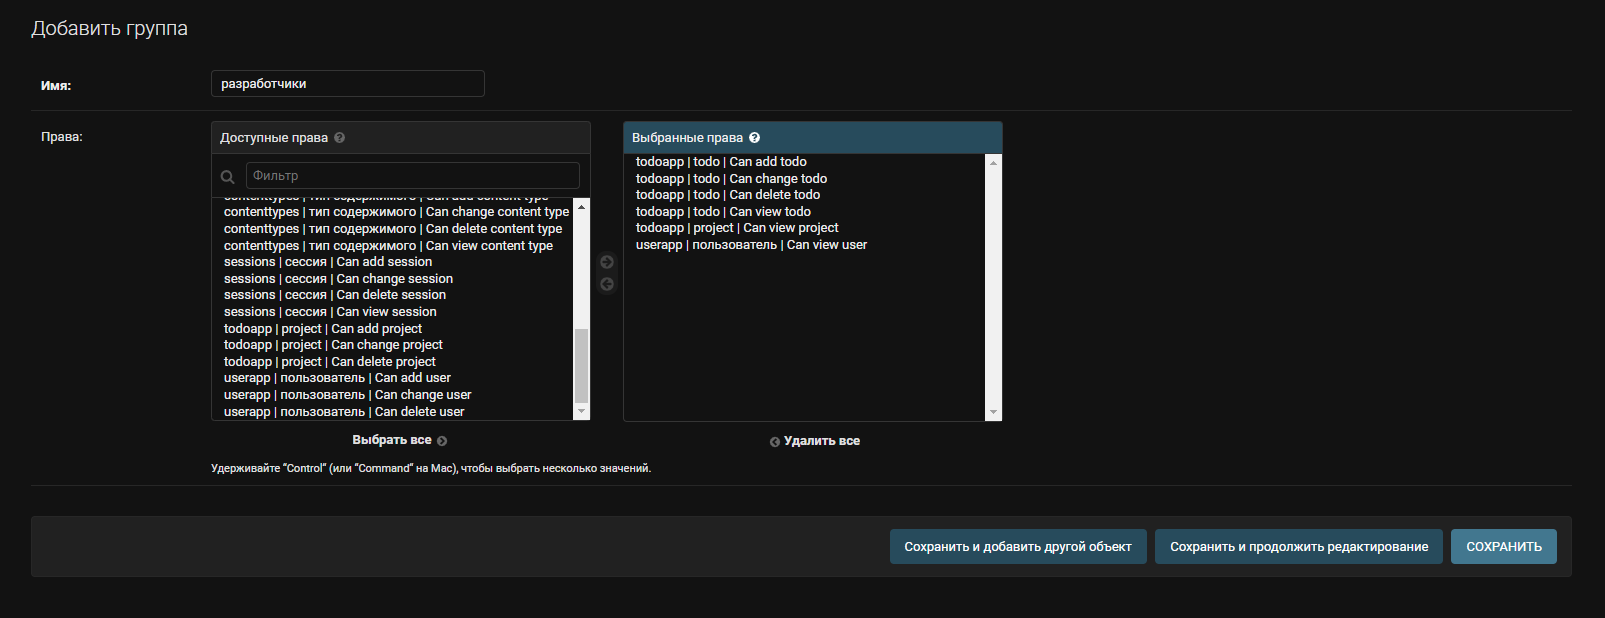 Добавить группа
Имя:
разработчики
Права:
Доступные права
Фильтр
contenttypes | тип содержимого | Can add content type
contenttypes | тип содержимого | Can change content type
contenttypes | тип содержимого | Can delete content type
contenttypes | тип содержимого | Can view content type
sessions | сессия | Can add session
sessions | сессия | Can change session
sessions | сессия | Can delete session
sessions | сессия | Can view session
todoapp | project | Can add project
todoapp | project | Can change project
todoapp | project | Can delete project
userapp | пользователь | Can add user
userapp | пользователь | Can change user
userapp | пользователь | Can delete user
Выбрать все
Выбранные права
todoapp | todo | Can add todo
todoapp | todo | Can change todo
todoapp | todo | Can delete todo
todoapp | todo | Can view todo
todoapp | project | Can view project
userapp | пользователь | Can view user
Удалить все
Удерживайте “Control“ (или “Command“ на Mac), чтобы выбрать несколько значений.
Сохранить и добавить другой объект
Сохранить и продолжить редактирование
СОХРАНИТЬ